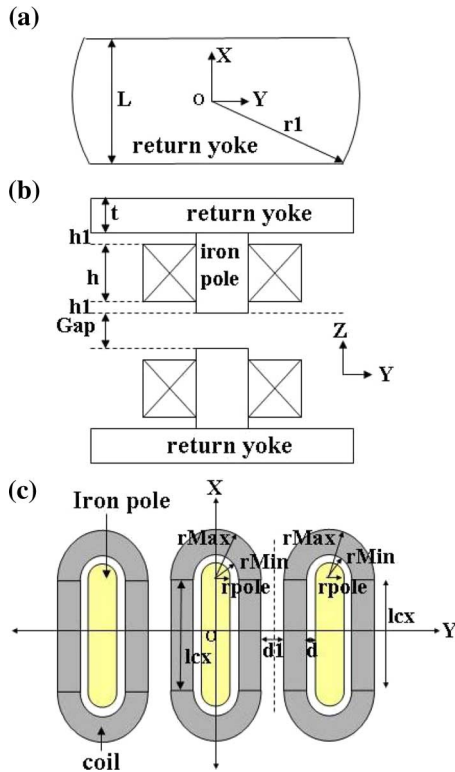 (a)
X
O
Y
L
r1
return yoke
(b)
t
return yoke
h1
iron
pole
h
h1
Gap
Z
Y
return yoke
(c)
Iron pole
X
rMax
rMin
rpole
rMax
rMin
rpole
lcx
lcx
O
Y
d1
d
coil